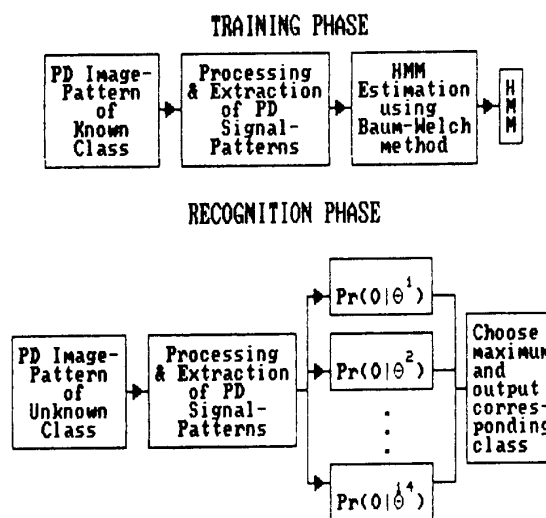 TRAINING PHASE
PD Image-
Pattern
of
Known
Class
Processing
& Extraction
of PD
Signal-
Patterns
HMM
Estimation
using
Baum-Welch
method
H
M
M
RECOGNITION PHASE
PD Image-
Pattern
of
Unknown
Class
Processing
& Extraction
of PD
Signal-
Patterns
Pr(O|Θ¹)
Pr(O|Θ²)
.
.
.
Pr(O|Θ¹⁴)
Choose
maximum
and
output
corres-
ponding
class